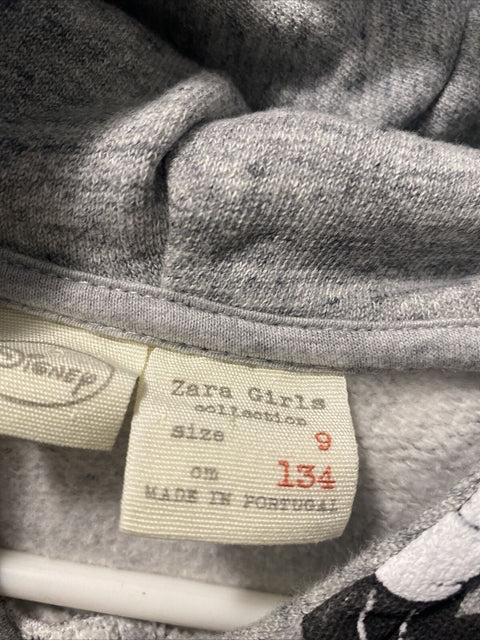 Disney
Zara Girls
collection
size 9
cm 134
MADE IN PORTUGAL